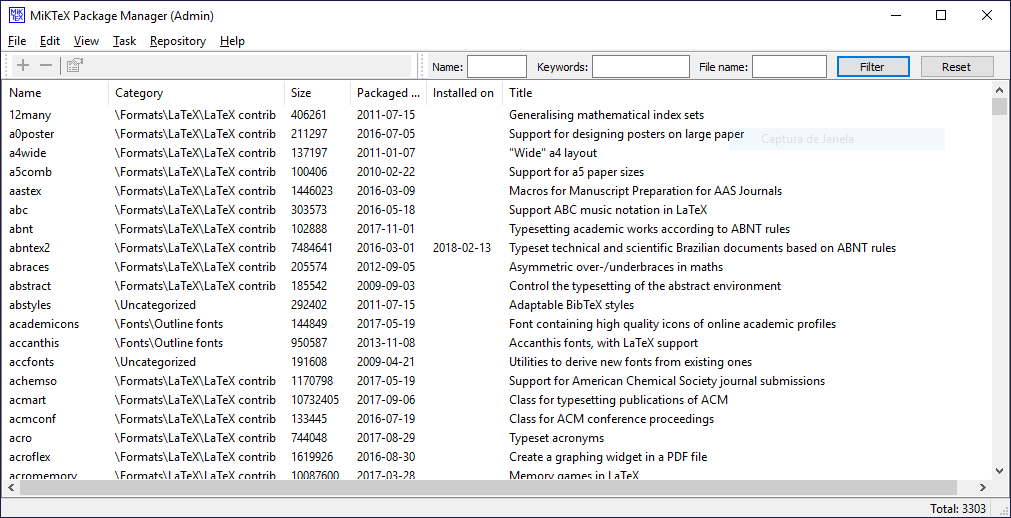 MiKTeX Package Manager (Admin)
File Edit View Task Repository Help
Name: Keywords: File name: Filter Reset
Name Category Size Packaged ... Installed on Title
12many \Formats\LaTeX\LaTeX contrib 406261 2011-07-15 Generalising mathematical index sets
a0poster \Formats\LaTeX\LaTeX contrib 211297 2016-07-05 Support for designing posters on large paper
Captura de Janela
a4wide \Formats\LaTeX\LaTeX contrib 137197 2011-01-07 "Wide" a4 layout
a5comb \Formats\LaTeX\LaTeX contrib 100406 2010-02-22 Support for a5 paper sizes
aastex \Formats\LaTeX\LaTeX contrib 1446023 2016-03-09 Macros for Manuscript Preparation for AAS Journals
abc \Formats\LaTeX\LaTeX contrib 303573 2016-05-18 Support ABC music notation in LaTeX
abnt \Formats\LaTeX\LaTeX contrib 102888 2017-11-01 Typesetting academic works according to ABNT rules
abntex2 \Formats\LaTeX\LaTeX contrib 7484641 2016-03-01 2018-02-13 Typeset technical and scientific Brazilian documents based on ABNT rules
abraces \Formats\LaTeX\LaTeX contrib 205574 2012-09-05 Asymmetric over-/underbraces in maths
abstract \Formats\LaTeX\LaTeX contrib 185542 2009-09-03 Control the typesetting of the abstract environment
abstyles \Uncategorized 292402 2011-07-15 Adaptable BibTeX styles
academicons \Fonts\Outline fonts 144849 2017-05-19 Font containing high quality icons of online academic profiles
accanthis \Fonts\Outline fonts 950587 2013-11-08 Accanthis fonts, with LaTeX support
accfonts \Uncategorized 191608 2009-04-21 Utilities to derive new fonts from existing ones
achemso \Formats\LaTeX\LaTeX contrib 1170798 2017-05-19 Support for American Chemical Society journal submissions
acmart \Formats\LaTeX\LaTeX contrib 10732405 2017-09-06 Class for typesetting publications of ACM
acmconf \Formats\LaTeX\LaTeX contrib 133445 2016-07-19 Class for ACM conference proceedings
acro \Formats\LaTeX\LaTeX contrib 744048 2017-08-29 Typeset acronyms
acroflex \Formats\LaTeX\LaTeX contrib 1619926 2016-08-30 Create a graphing widget in a PDF file
acromemory \Formats\LaTeX\LaTeX contrib 10087600 2017-03-28 Memory games in LaTeX
Total: 3303